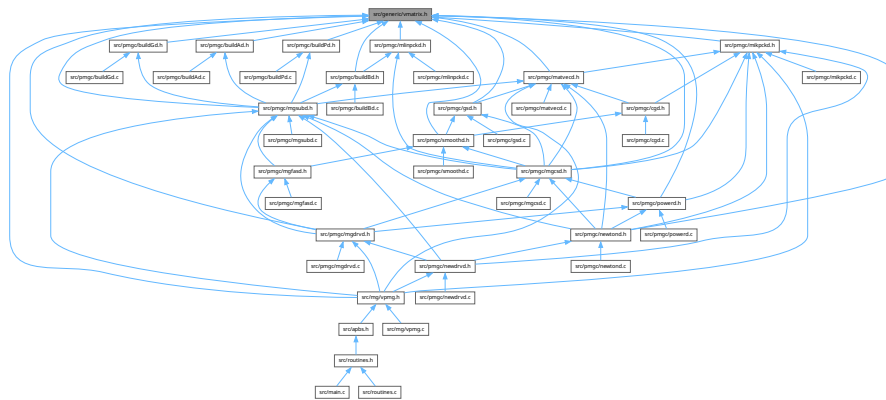 src/generic/vmatrix.h
src/pmgc/buildGd.h
src/pmgc/buildAd.h
src/pmgc/buildPd.h
src/pmgc/mlinpckd.h
src/pmgc/mikpckd.h
src/pmgc/buildGd.c
src/pmgc/buildAd.c
src/pmgc/buildPd.c
src/pmgc/buildBd.h
src/pmgc/mlinpckd.c
src/pmgc/matvecd.h
src/pmgc/mikpckd.c
src/pmgc/mgsubd.h
src/pmgc/buildBd.c
src/pmgc/gsd.h
src/pmgc/matvecd.c
src/pmgc/cgd.h
src/pmgc/mgsubd.c
src/pmgc/smoothd.h
src/pmgc/gsd.c
src/pmgc/cgd.c
src/pmgc/mgfasd.h
src/pmgc/smoothd.c
src/pmgc/mgcsd.h
src/pmgc/mgfasd.c
src/pmgc/mgcsd.c
src/pmgc/powerd.h
src/pmgc/mgdrvd.h
src/pmgc/newtond.h
src/pmgc/powerd.c
src/pmgc/mgdrvd.c
src/pmgc/newdrvd.h
src/pmgc/newtond.c
src/mg/vpmg.h
src/pmgc/newdrvd.c
src/apbs.h
src/mg/vpmg.c
src/routines.h
src/main.c
src/routines.c